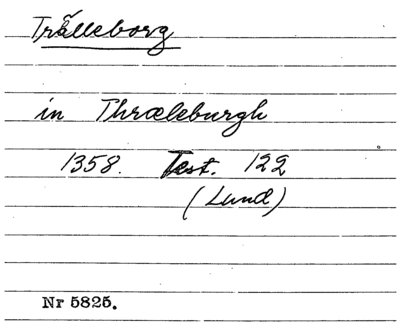 Trälleborg
in Thræleburgh
1358. Test. 122
(Lund)
Nr 5825.